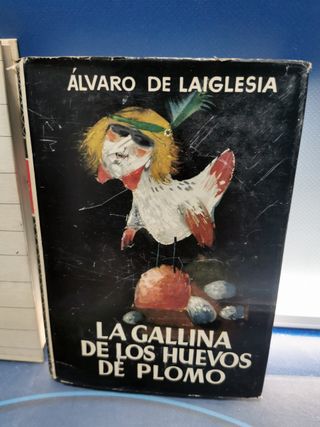 ÁLVARO DE LAIGLESIA
LA GALLINA
DE LOS HUEVOS
DE PLOMO